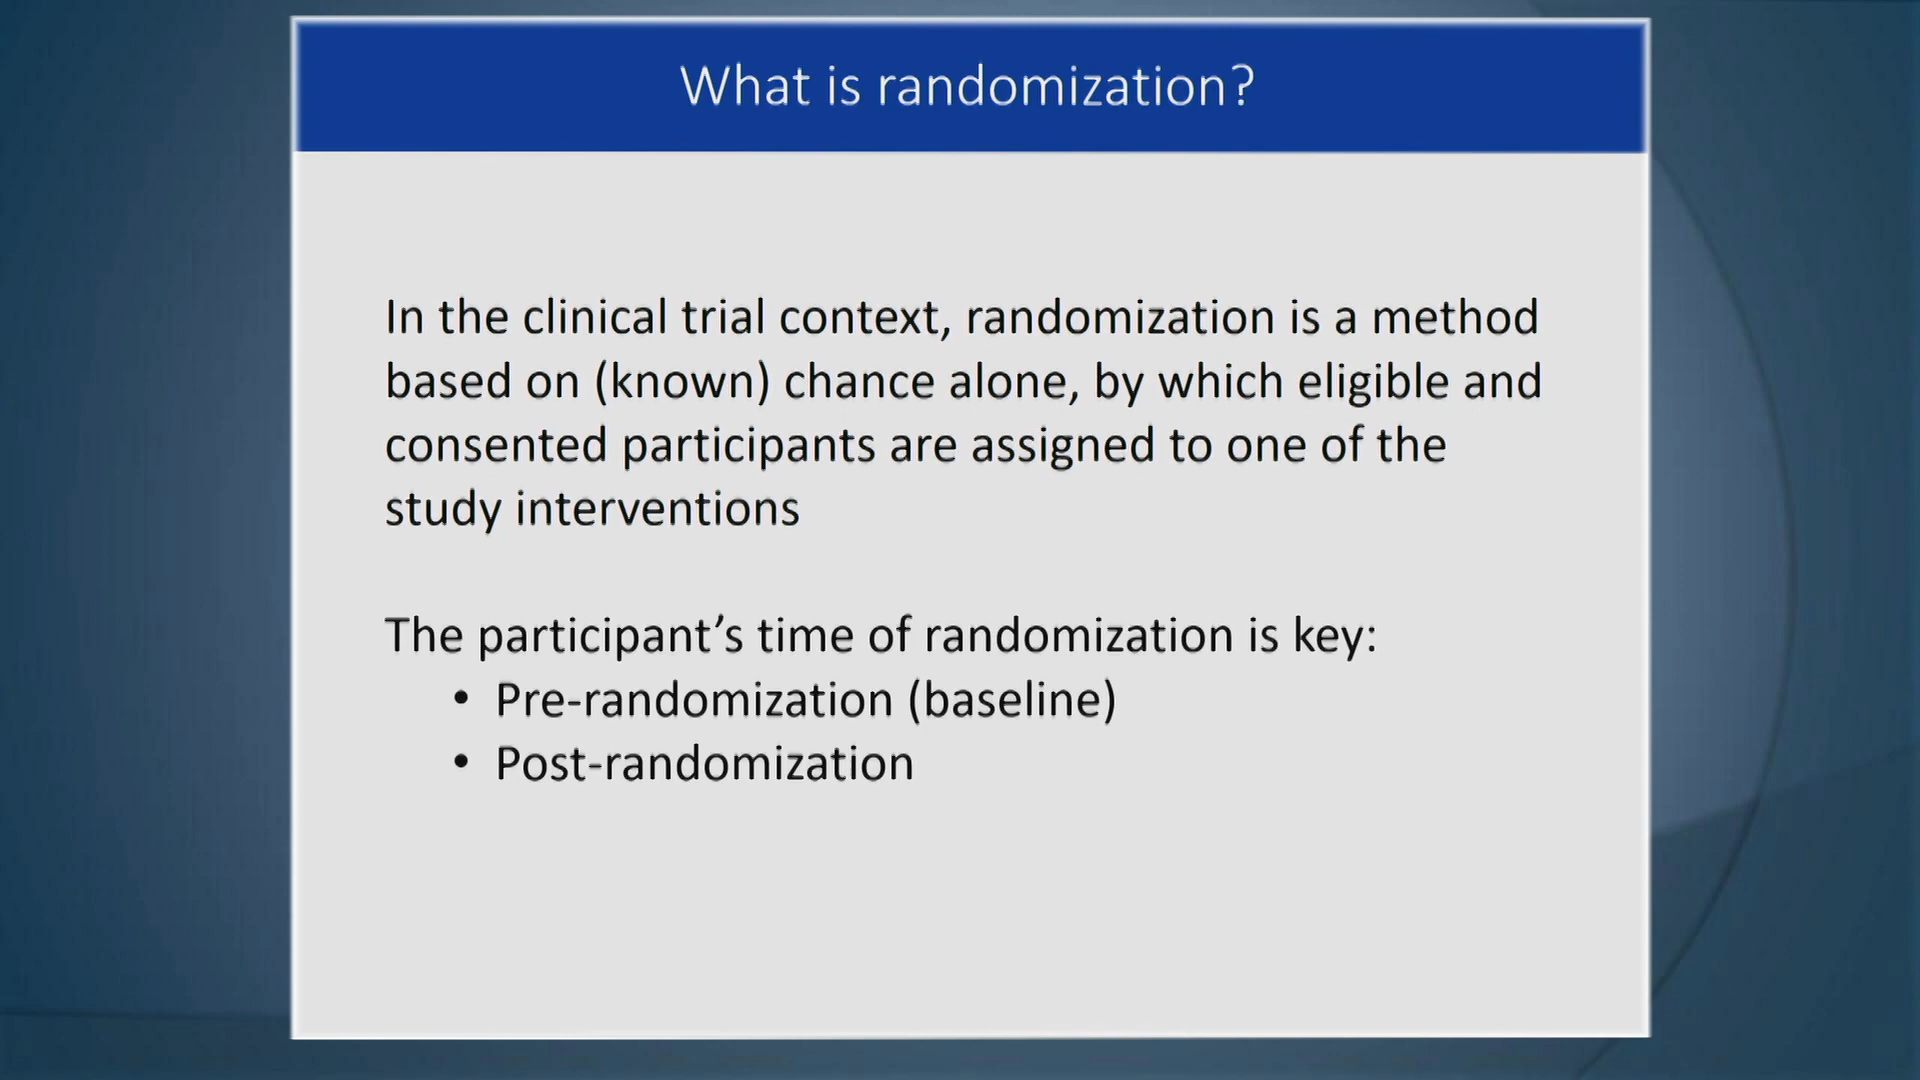 What is randomization?
In the clinical trial context, randomization is a method
based on (known) chance alone, by which eligible and
consented participants are assigned to one of the
study interventions
The participant’s time of randomization is key:
• Pre-randomization (baseline)
• Post-randomization